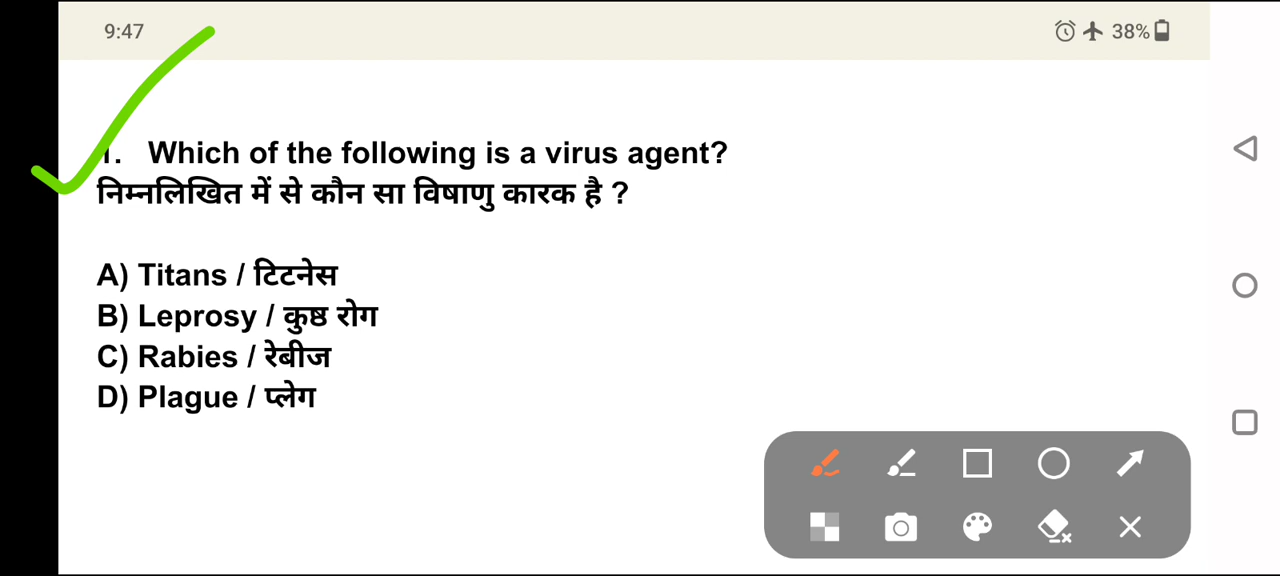 9:47
38%
1. Which of the following is a virus agent?
निम्नलिखित में से कौन सा विषाणु कारक है ?
A) Titans / टिटनेस
B) Leprosy / कुष्ठ रोग
C) Rabies / रेबीज
D) Plague / प्लेग